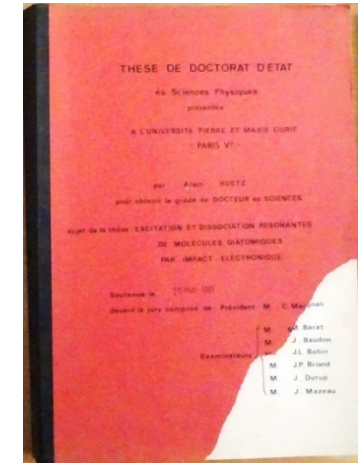 THESE DE DOCTORAT D'ETAT
ès Sciences Physiques
présentée
A L'UNIVERSITE PIERRE ET MARIE CURIE
PARIS VI
par Alain HUETZ
pour obtenir le grade de DOCTEUR es SCIENCES
sujet de la thèse: EXCITATION ET DISSOCIATION RESONANTES
DE MOLECULES DIATOMIQUES
PAR IMPACT ELECTRONIQUE
Soutenue le
devant le jury composé de: Président M. C.
M. M. Barat
M. J. Baudon
Examinateurs M. J.L. Bobin
M. J.P. Briand
M. J. Durup
M. J. Mazeau